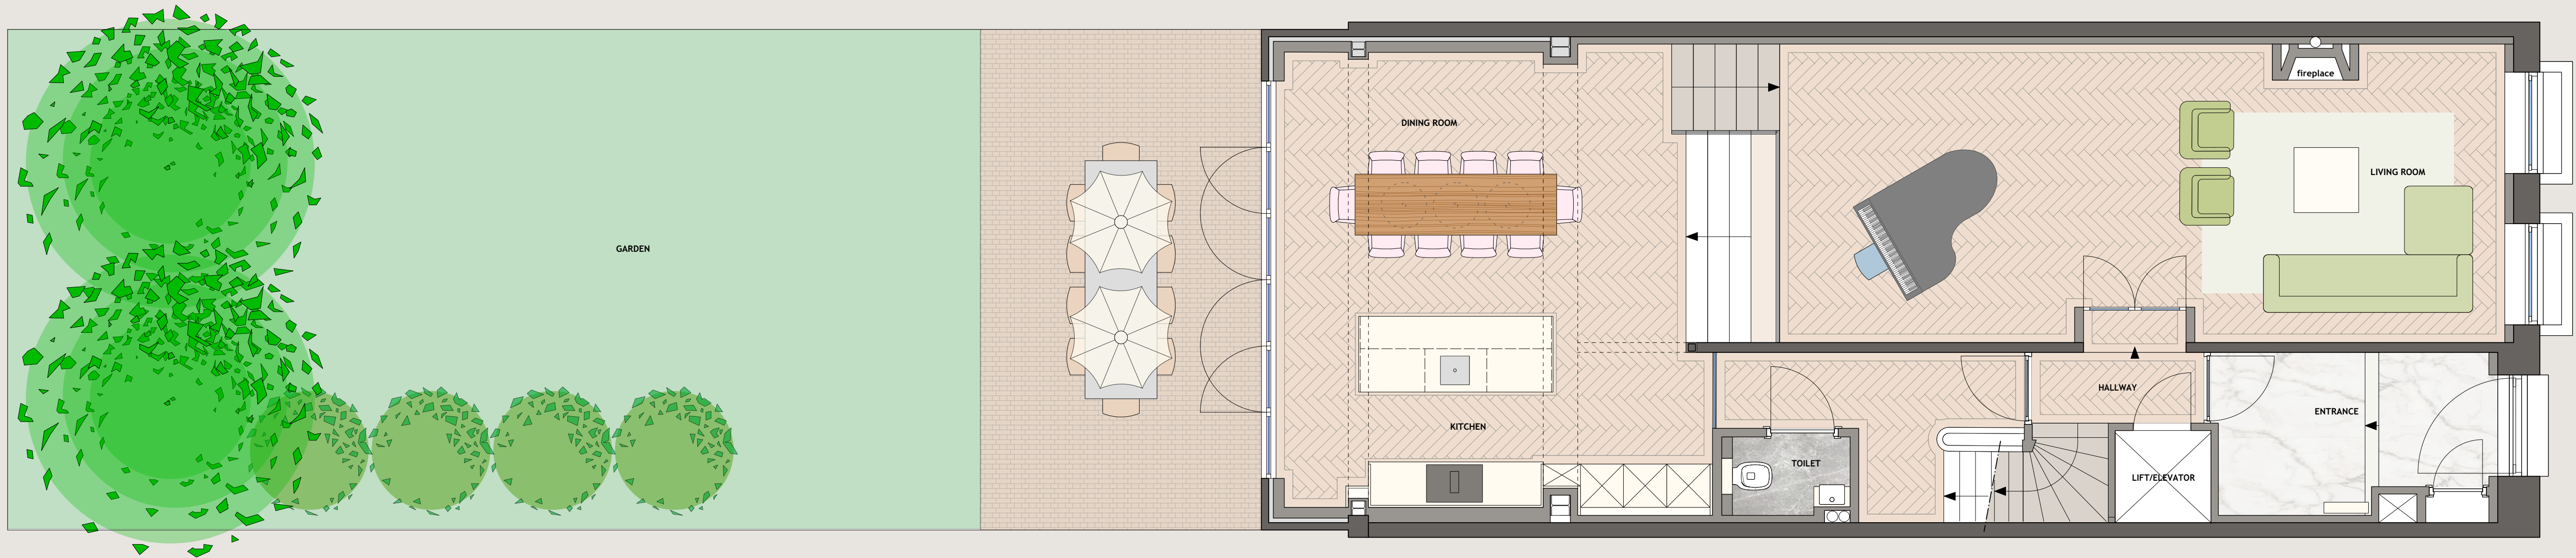 fireplace
DINING ROOM
LIVING ROOM
GARDEN
HALLWAY
ENTRANCE
KITCHEN
TOILET
LIFT/ELEVATOR